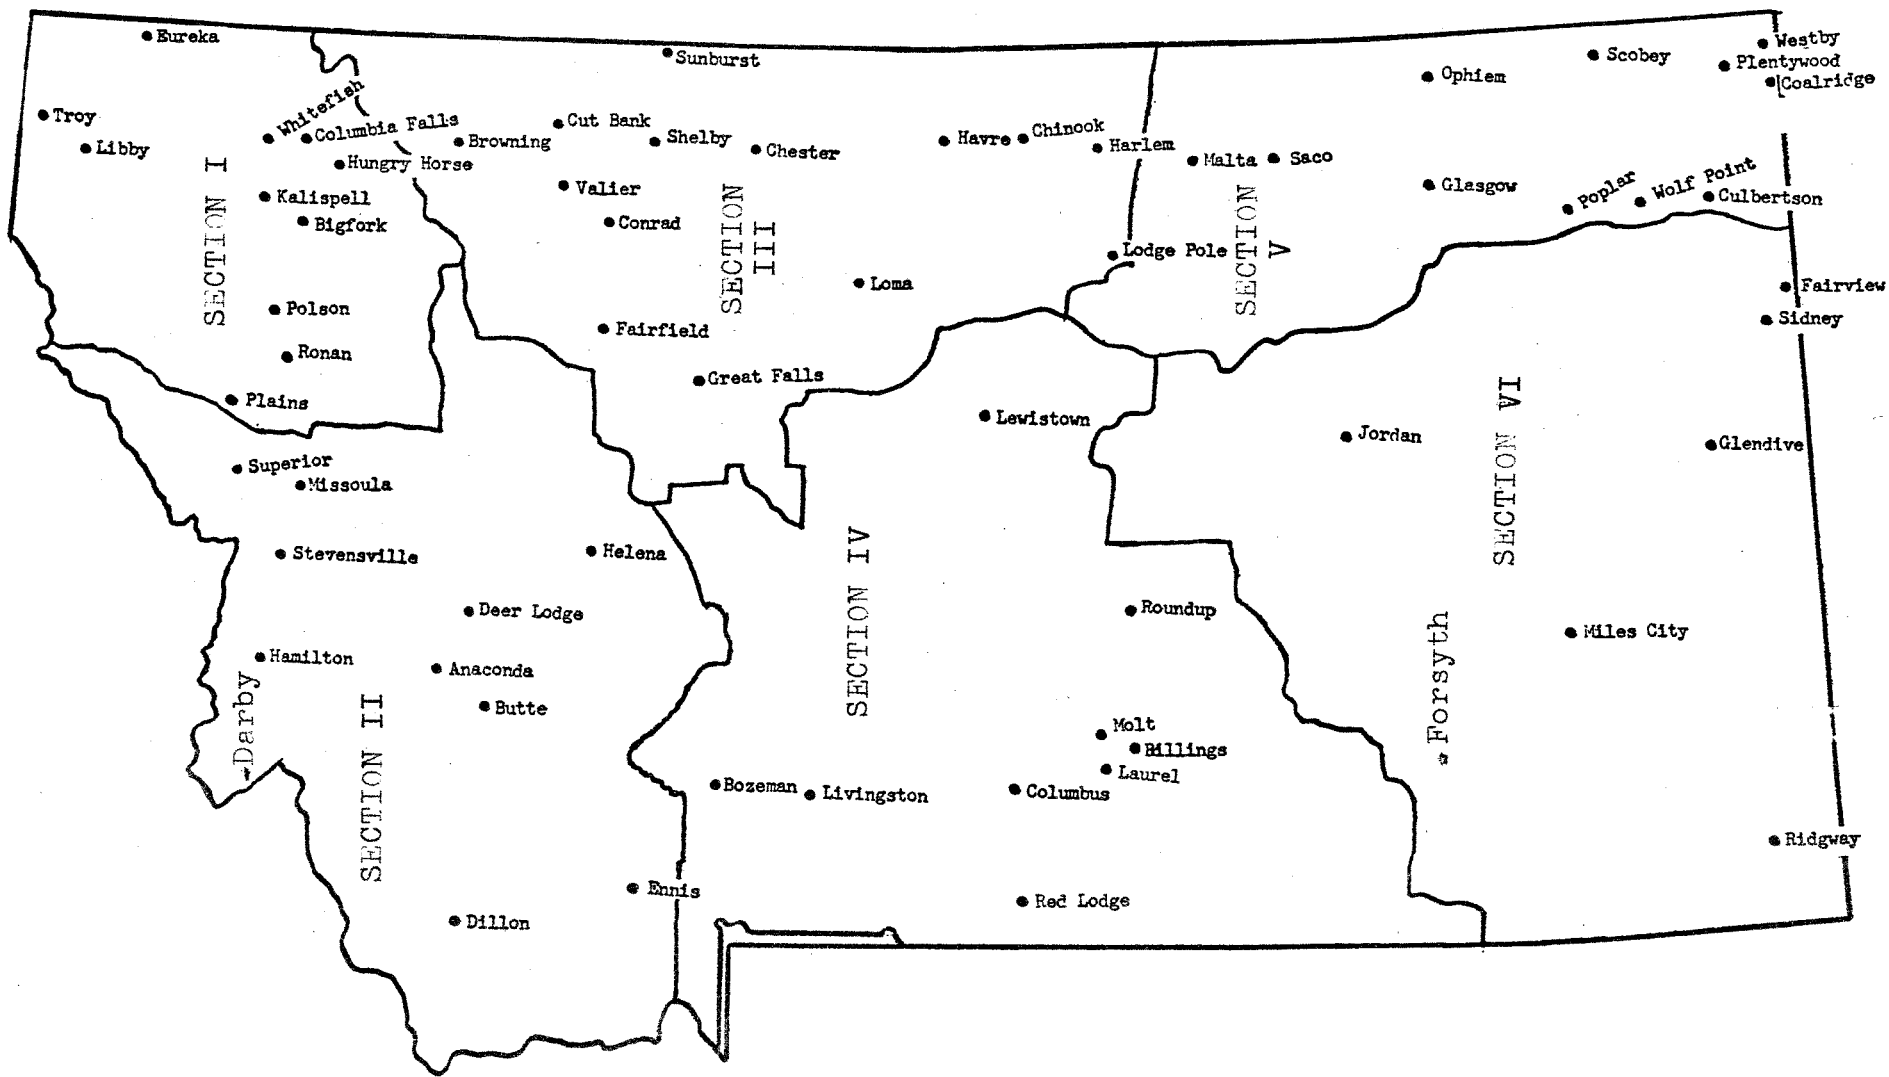 Eureka
Sunburst
Westby
Scobey
Plentywood
Ophiem
Coalridge
Troy
Whitefish
Columbia Falls
Cut Bank
Libby
Browning
Shelby
Chester
Havre
Chinook
Harlem
Malta
Saco
Hungry Horse
Valier
Glasgow
Poplar
Wolf Point
Culbertson
Kalispell
Bigfork
Conrad
SECTION I
SECTION
III
SECTION
V
Lodge Pole
Loma
Fairview
Polson
Fairfield
Sidney
Ronan
Great Falls
Plains
Lewistown
Jordan
Glendive
SECTION VI
Superior
Missoula
Stevensville
Helena
Deer Lodge
Roundup
SECTION IV
Miles City
Hamilton
Anaconda
Darby
Butte
Forsyth
SECTION II
Molt
Billings
Laurel
Bozeman
Livingston
Columbus
Ridgway
Ennis
Red Lodge
Dillon